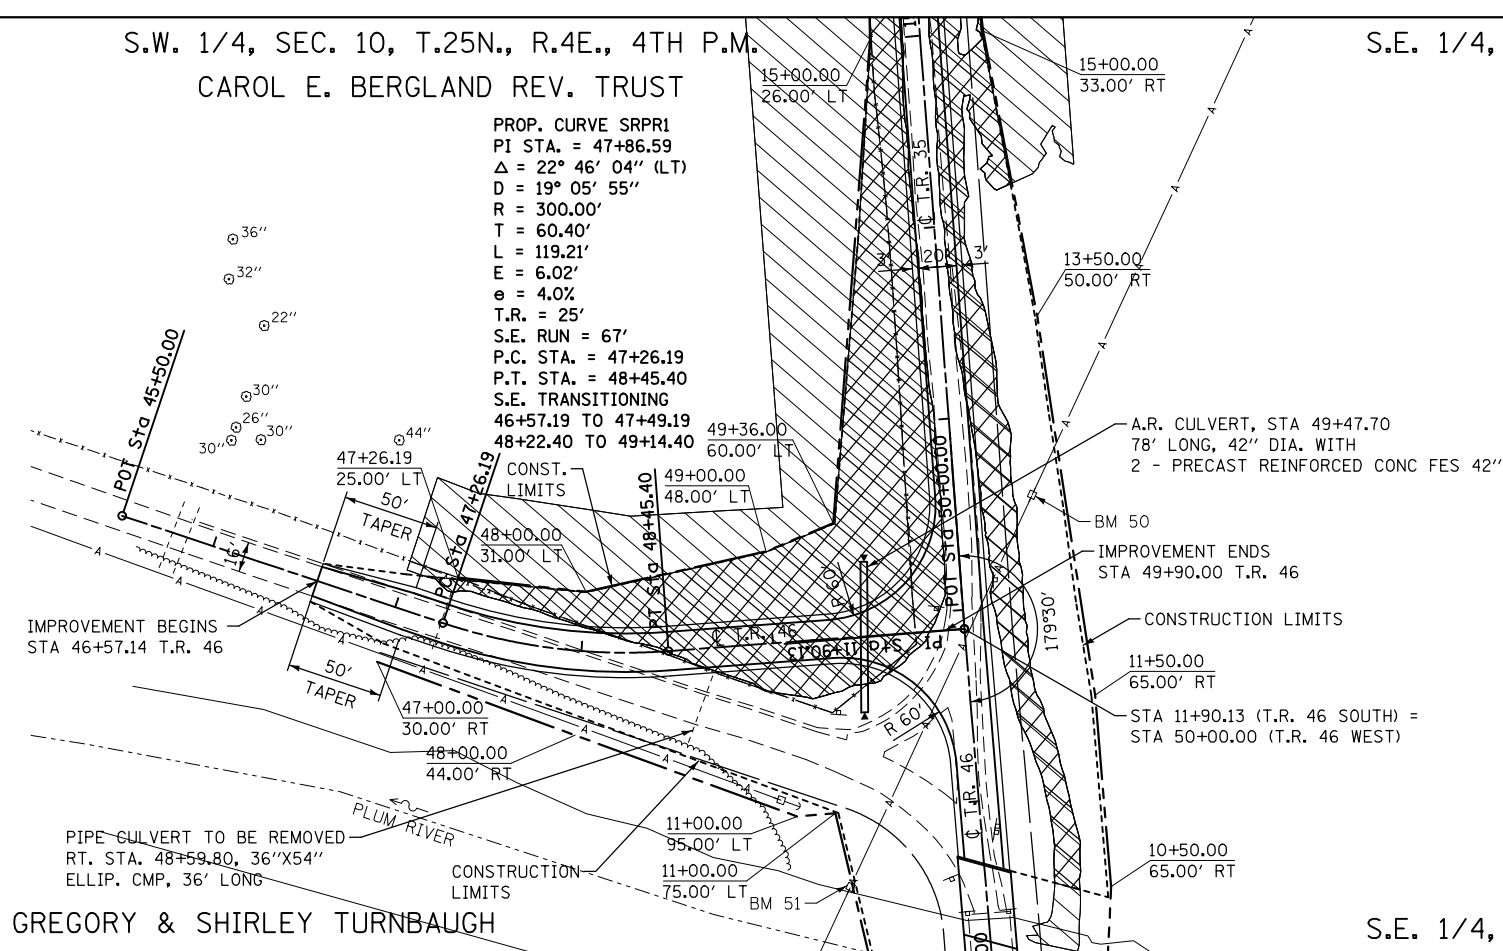 S.W. 1/4, SEC. 10, T.25N., R.4E., 4TH P.M.
S.E. 1/4,
CAROL E. BERGLAND REV. TRUST
PROP. CURVE SRPR1
PI STA. = 47+86.59
Δ = 22° 46' 04" (LT)
D = 19° 05' 55"
R = 300.00'
T = 60.40'
L = 119.21'
E = 6.02'
e = 4.0%
T.R. = 25'
S.E. RUN = 67'
P.C. STA. = 47+26.19
P.T. STA. = 48+45.40
S.E. TRANSITIONING
46+57.19 TO 47+49.19
48+22.40 TO 49+14.40
15+00.00
26.00' LT
15+00.00
33.00' RT
℄ T.R. 35
3'
20'
3'
13+50.00
50.00' RT
36"
32"
22"
30"
26"
30"
30"
44"
POT Sta 45+50.00
47+26.19
25.00' LT
50'
TAPER
16'
PC Sta 47+26.19
CONST.
LIMITS
48+00.00
31.00' LT
49+36.00
60.00' LT
49+00.00
48.00' LT
PT Sta 48+45.40
POT Sta 50+00.00
A.R. CULVERT, STA 49+47.70
78' LONG, 42" DIA. WITH
2 - PRECAST REINFORCED CONC FES 42"
BM 50
IMPROVEMENT ENDS
STA 49+90.00 T.R. 46
CONSTRUCTION LIMITS
179°30'
R 60'
℄ T.R. 46
PI Sta 11+90.13
IMPROVEMENT BEGINS
STA 46+57.14 T.R. 46
50'
TAPER
47+00.00
30.00' RT
48+00.00
44.00' RT
11+50.00
65.00' RT
STA 11+90.13 (T.R. 46 SOUTH) =
STA 50+00.00 (T.R. 46 WEST)
R 60'
℄ T.R. 46
PLUM RIVER
PIPE CULVERT TO BE REMOVED
RT. STA. 48+59.80, 36"X54"
ELLIP. CMP, 36' LONG
CONSTRUCTION
LIMITS
11+00.00
95.00' LT
11+00.00
75.00' LT
BM 51
10+50.00
65.00' RT
GREGORY & SHIRLEY TURNBAUGH
S.E. 1/4,